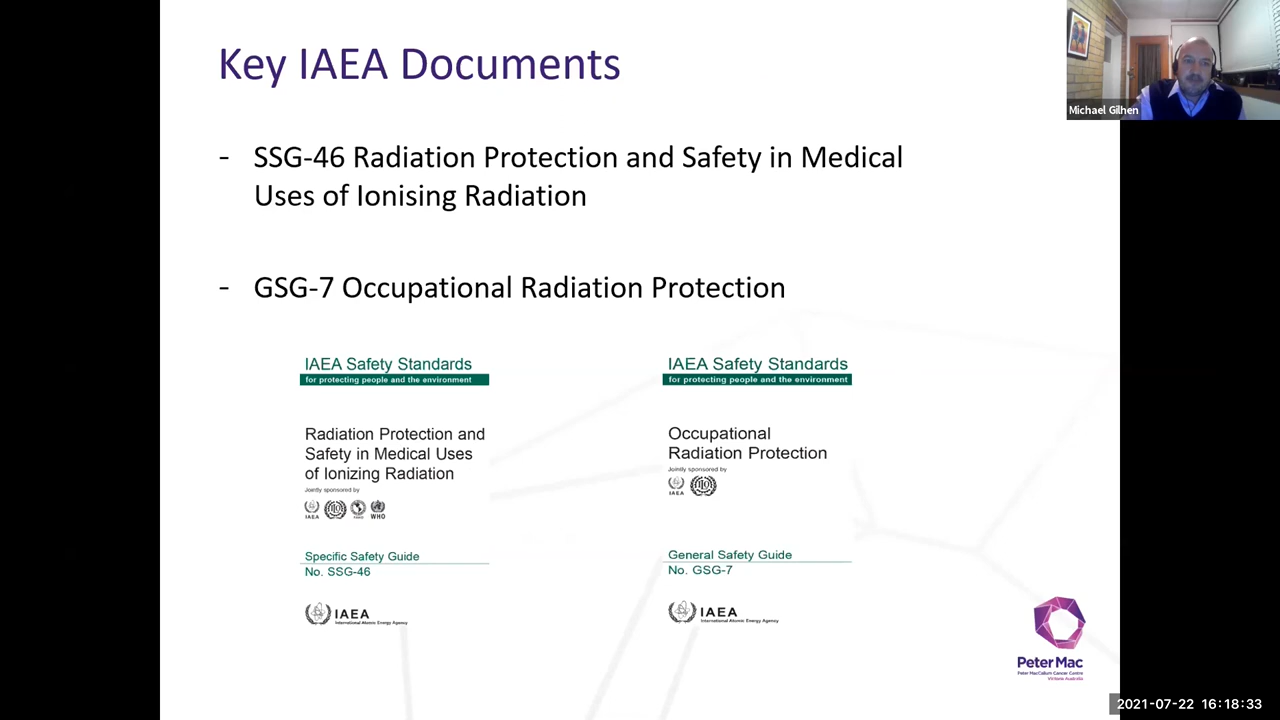 Key IAEA Documents
Michael Gilhen
- SSG-46 Radiation Protection and Safety in Medical
Uses of Ionising Radiation
- GSG-7 Occupational Radiation Protection
IAEA Safety Standards
for protecting people and the environment
Radiation Protection and
Safety in Medical Uses
of Ionizing Radiation
Jointly sponsored by
IAEA
WHO
Specific Safety Guide
No. SSG-46
IAEA
International Atomic Energy Agency
IAEA Safety Standards
for protecting people and the environment
Occupational
Radiation Protection
Jointly sponsored by
IAEA
General Safety Guide
No. GSG-7
IAEA
International Atomic Energy Agency
Peter Mac
Peter MacCallum Cancer Centre
Victoria Australia
2021-07-22 16:18:33